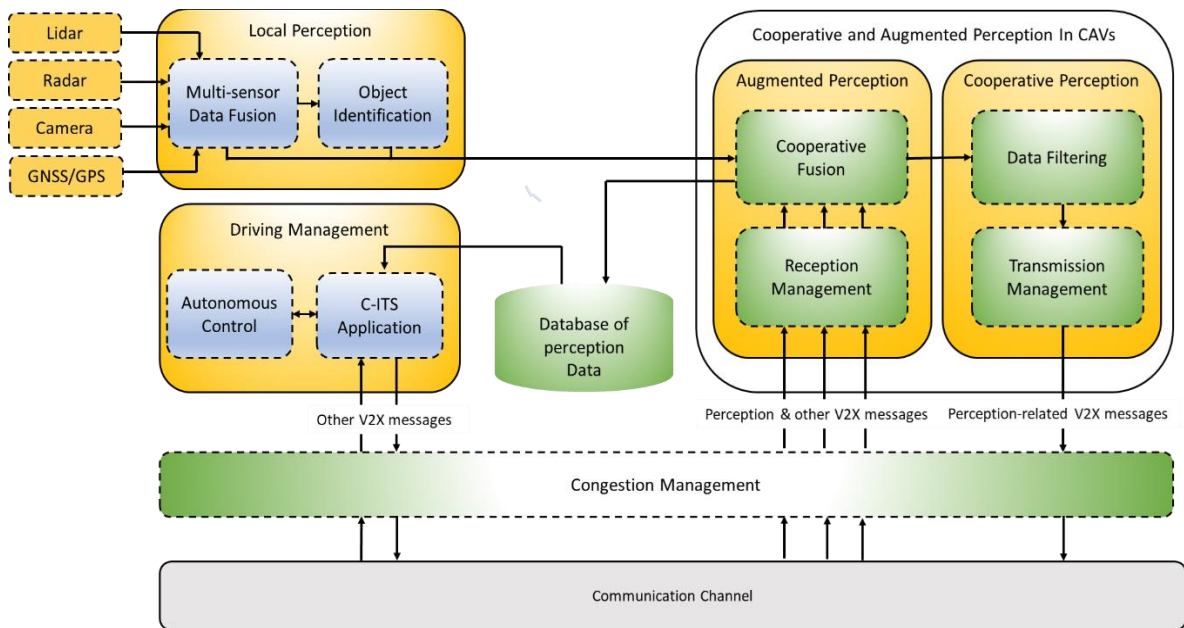 Lidar
Radar
Camera
GNSS/GPS
Local Perception
Multi-sensor
Data Fusion
Object
Identification
Driving Management
Autonomous
Control
C-ITS
Application
Database of
perception
Data
Cooperative and Augmented Perception In CAVs
Augmented Perception
Cooperative
Fusion
Reception
Management
Cooperative Perception
Data Filtering
Transmission
Management
Other V2X messages
Perception & other V2X messages
Perception-related V2X messages
Congestion Management
Communication Channel